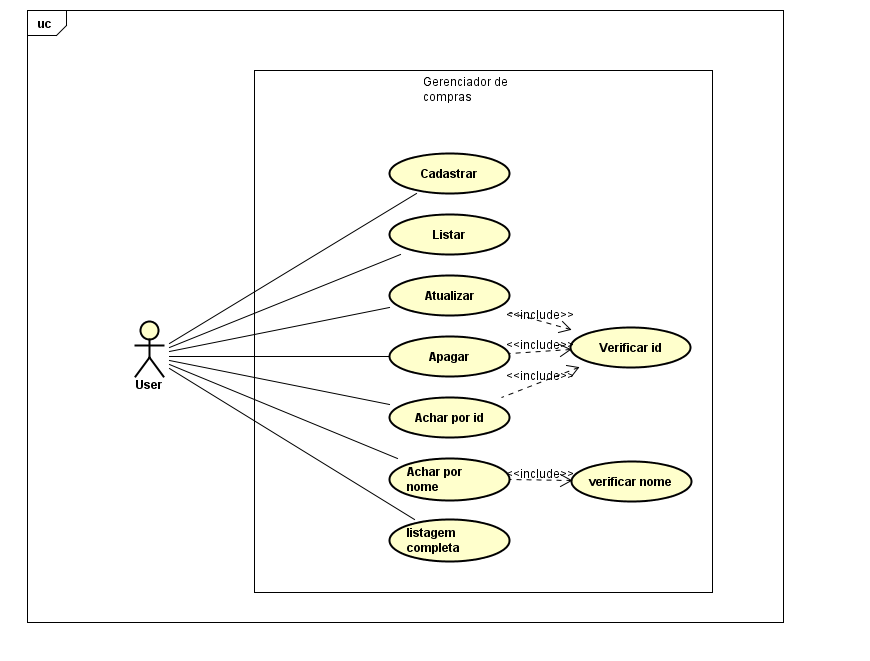 uc
Gerenciador de
compras
Cadastrar
Listar
Atualizar
<<include>>
Apagar
<<include>>
Verificar id
<<include>>
User
Achar por id
Achar por
nome
<<include>>
verificar nome
listagem
completa